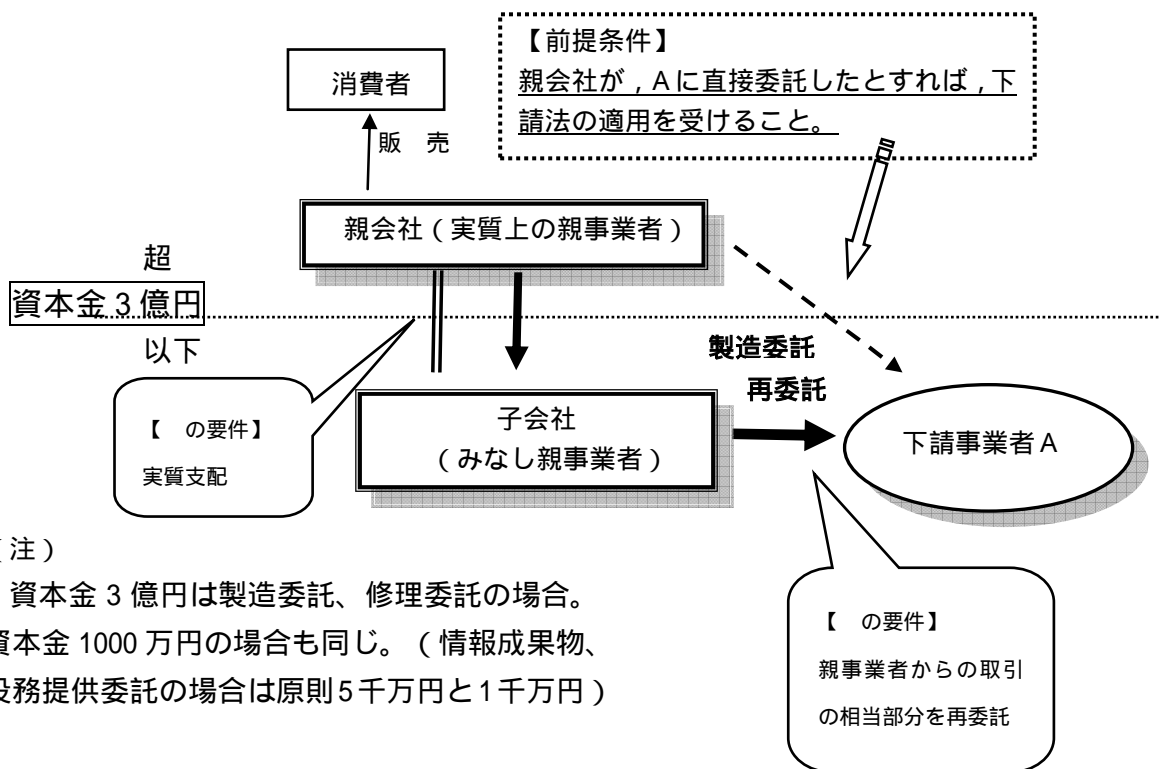 【前提条件】
親会社が，Aに直接委託したとすれば，下
請法の適用を受けること。
消費者
販 売
親会社（実質上の親事業者）
超
資本金３億円
以下
製造委託
再委託
【 の要件】
実質支配
子会社
（みなし親事業者）
下請事業者A
注）
資本金３億円は製造委託、修理委託の場合。
資本金 1000 万円の場合も同じ。（情報成果物、
役務提供委託の場合は原則５千万円と１千万円）
【 の要件】
親事業者からの取引
の相当部分を再委託